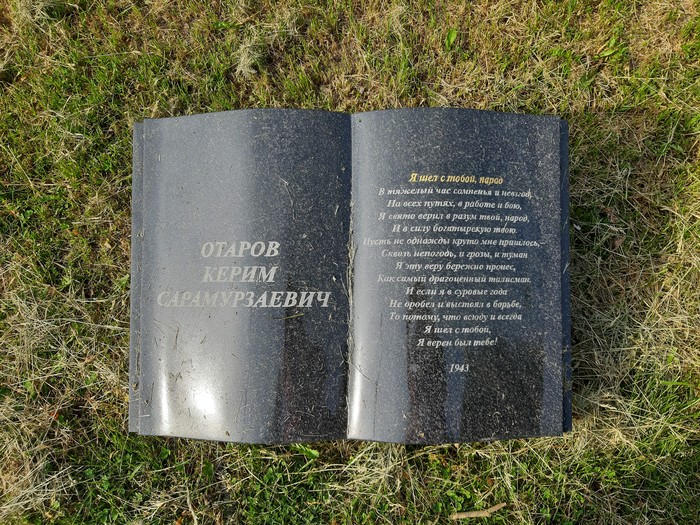 ОТАРОВ
КЕРИМ
САРАМУРЗАЕВИЧ
Я шел с тобой, народ
В тяжелый час сомненья и невзгод,
На всех путях, в работе и бою,
Я свято верил в разум твой, народ,
И в силу богатырскую твою.
Пусть не однажды круто мне пришлось,
Сквозь непогодь, и грозы, и туман
Я эту веру бережно пронес,
Как самый драгоценный талисман.
И если я в суровые года
Не оробел и выстоял в борьбе,
То потому, что всюду и всегда
Я шел с тобой,
Я верен был тебе!
1943